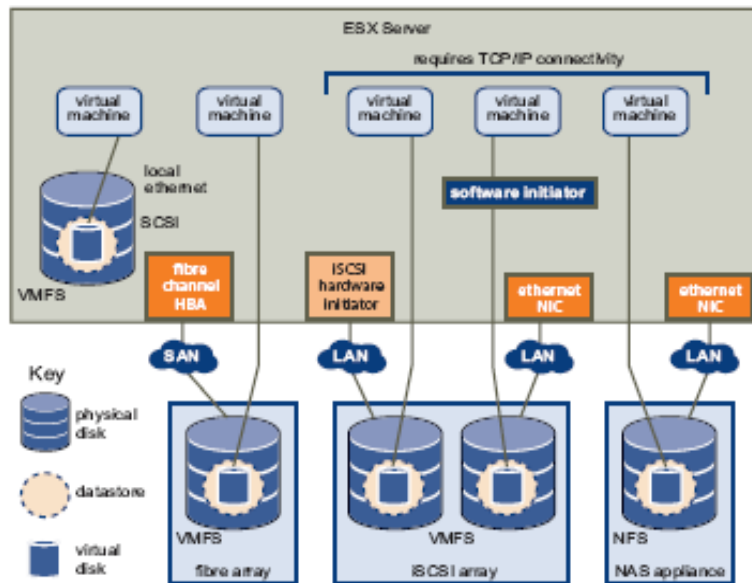 ESX Server
requires TCP/IP connectivity
virtual
machine
virtual
machine
virtual
machine
virtual
machine
virtual
machine
local
ethernet
SCSI
VMFS
software initiator
fibre
channel
HBA
iSCSI
hardware
initiator
ethernet
NIC
ethernet
NIC
SAN
LAN
LAN
LAN
Key
physical
disk
datastore
virtual
disk
VMFS
fibre array
VMFS
iSCSI array
NFS
NAS appliance